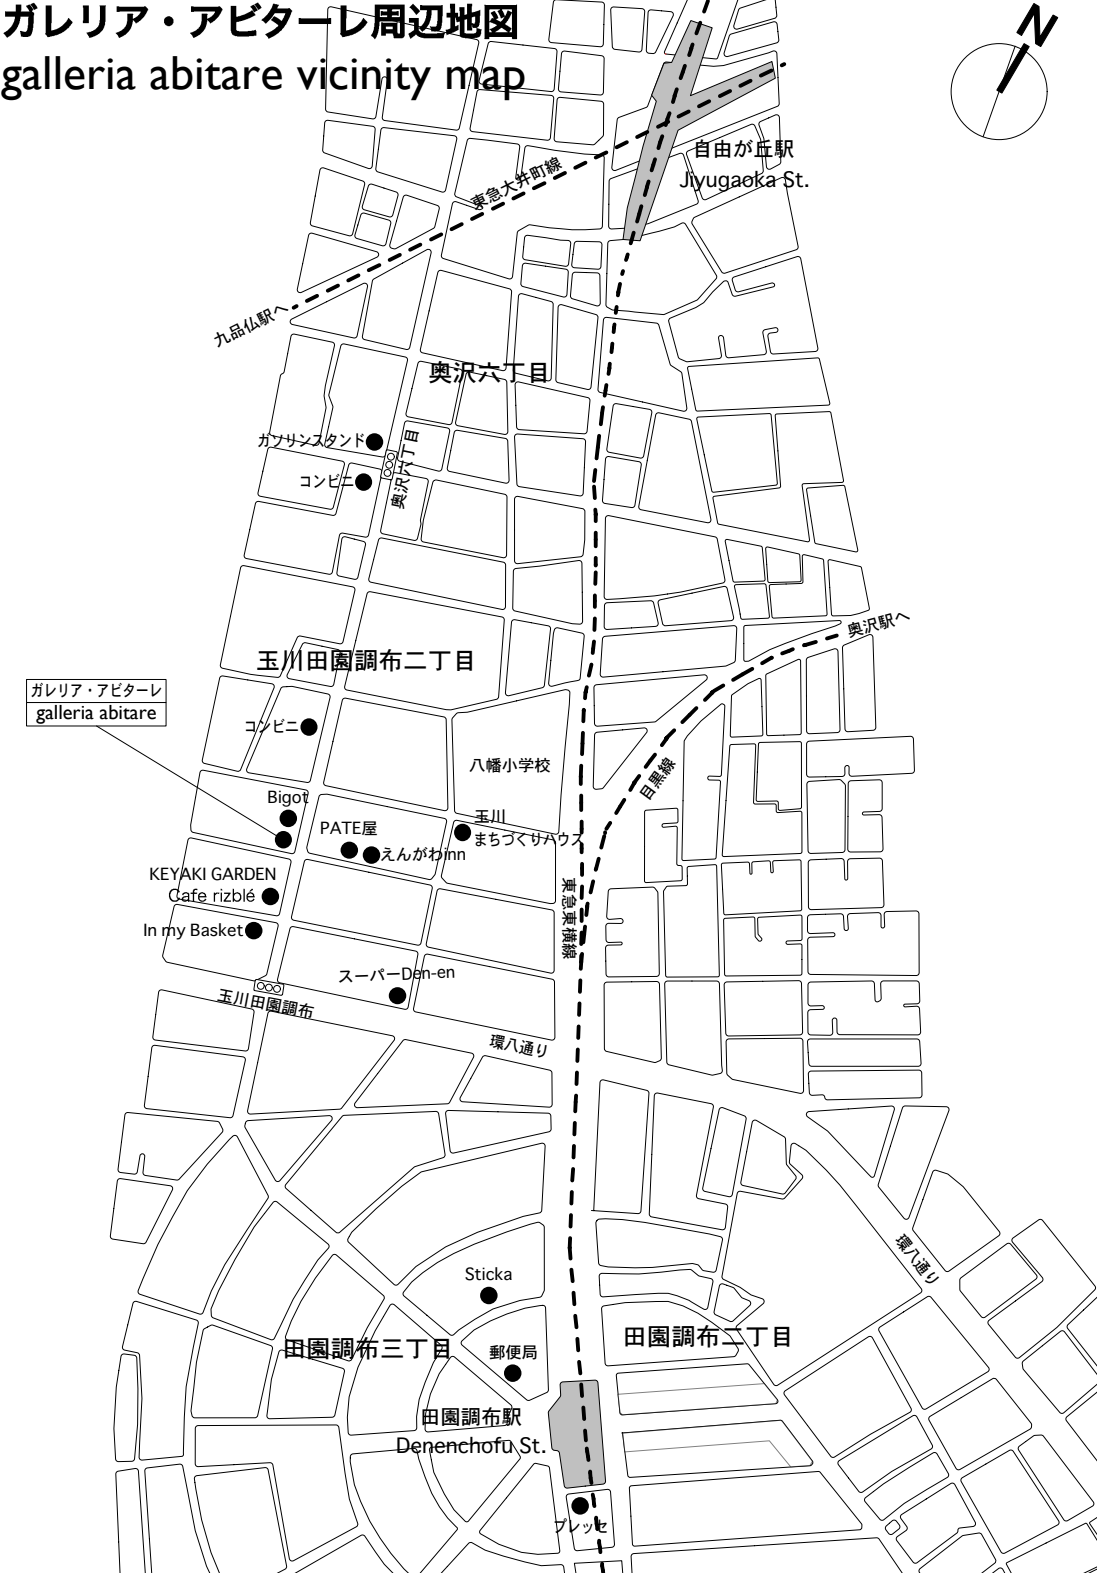 ガレリア・アビターレ周辺地図
galleria abitare vicinity map
自由が丘駅
Jiyugaoka St.
東急大井町線
九品仏駅へ
奥沢六丁目
ガソリンスタンド
奥沢六丁目
コンビニ
奥沢駅へ
玉川田園調布二丁目
ガレリア・アビターレ
galleria abitare
コンビニ
八幡小学校
目黒線
Bigot
PATE屋
玉川
まちづくりハウス
えんがわinn
KEYAKI GARDEN
Cafe rizblé
東急東横線
In my Basket
スーパーDen-en
玉川田園調布
環八通り
環八通り
Sticka
田園調布三丁目
郵便局
田園調布二丁目
田園調布駅
Denenchofu St.
プレッセ
N